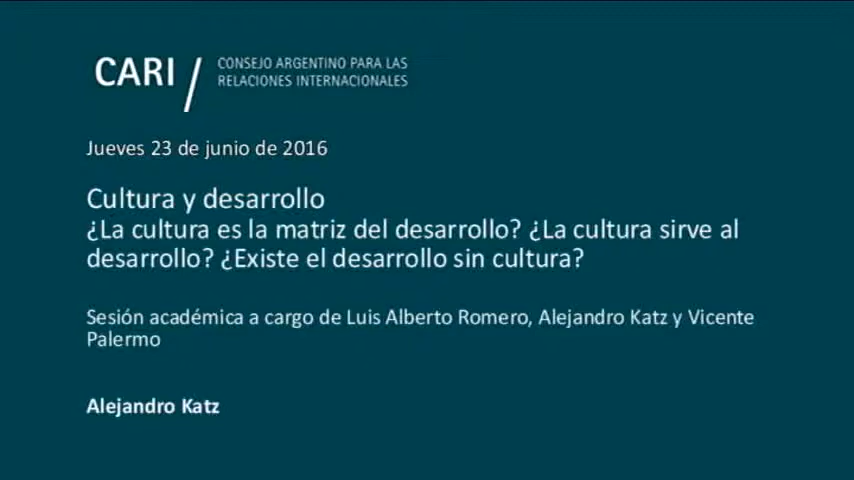 CARI /
CONSEJO ARGENTINO PARA LAS
RELACIONES INTERNACIONALES
Jueves 23 de junio de 2016
Cultura y desarrollo
¿La cultura es la matriz del desarrollo? ¿La cultura sirve al
desarrollo? ¿Existe el desarrollo sin cultura?
Sesión académica a cargo de Luis Alberto Romero, Alejandro Katz y Vicente
Palermo
Alejandro Katz